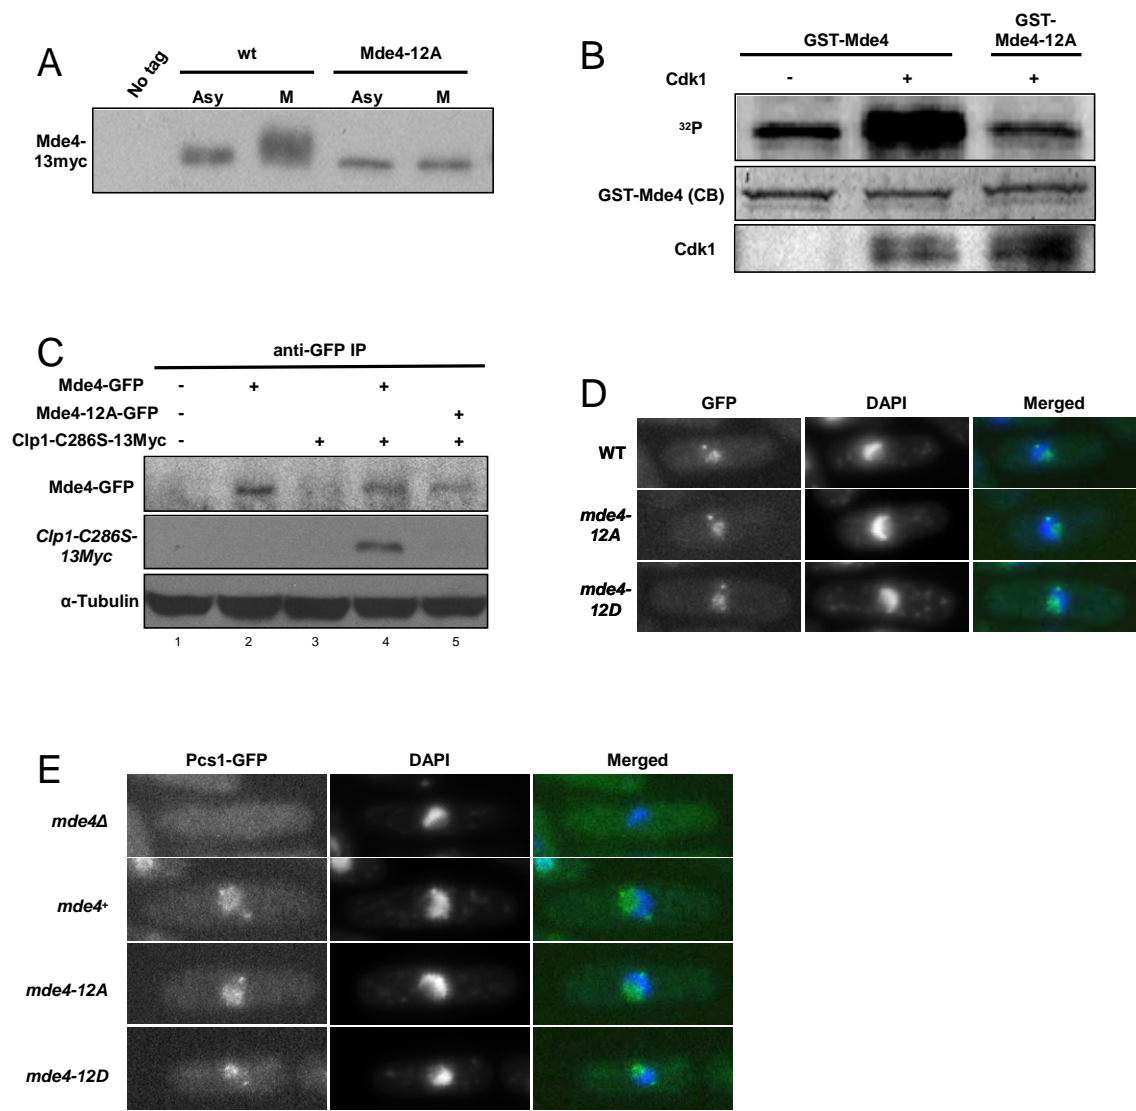 A
No tag
wt
Mde4-12A
Asy
M
Asy
M
Mde4-
13myc
B
GST-Mde4
GST-
Mde4-12A
Cdk1
-
+
+
³²P
GST-Mde4 (CB)
Cdk1
C
anti-GFP IP
Mde4-GFP
-
+
+
Mde4-12A-GFP
-
+
Clp1-C286S-13Myc
-
+
+
+
Mde4-GFP
Clp1-C286S-
13Myc
α-Tubulin
1
2
3
4
5
D
GFP
DAPI
Merged
WT
mde4-
12A
mde4-
12D
E
Pcs1-GFP
DAPI
Merged
mde4Δ
mde4⁺
mde4-12A
mde4-12D